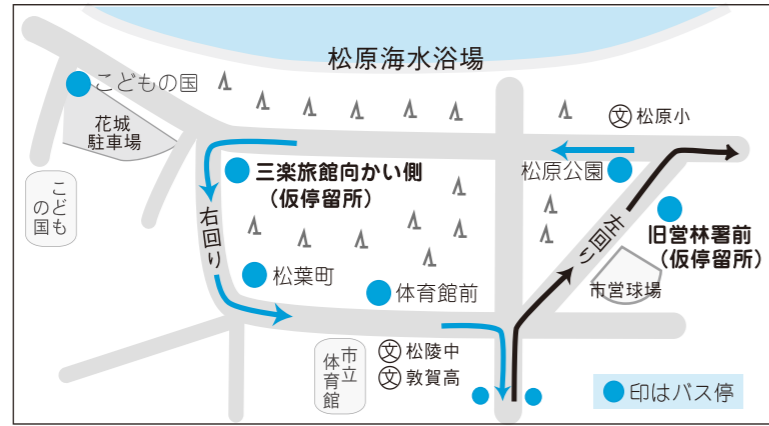 松原海水浴場
こどもの国
花城
駐車場
文 松原小
松原公園
三楽旅館向かい側
（仮停留所）
こども
の国
右回り
左回り
旧営林署前
（仮停留所）
松葉町
体育館前
市営球場
市立
体育館
文 松陵中
文 敦賀高
印はバス停